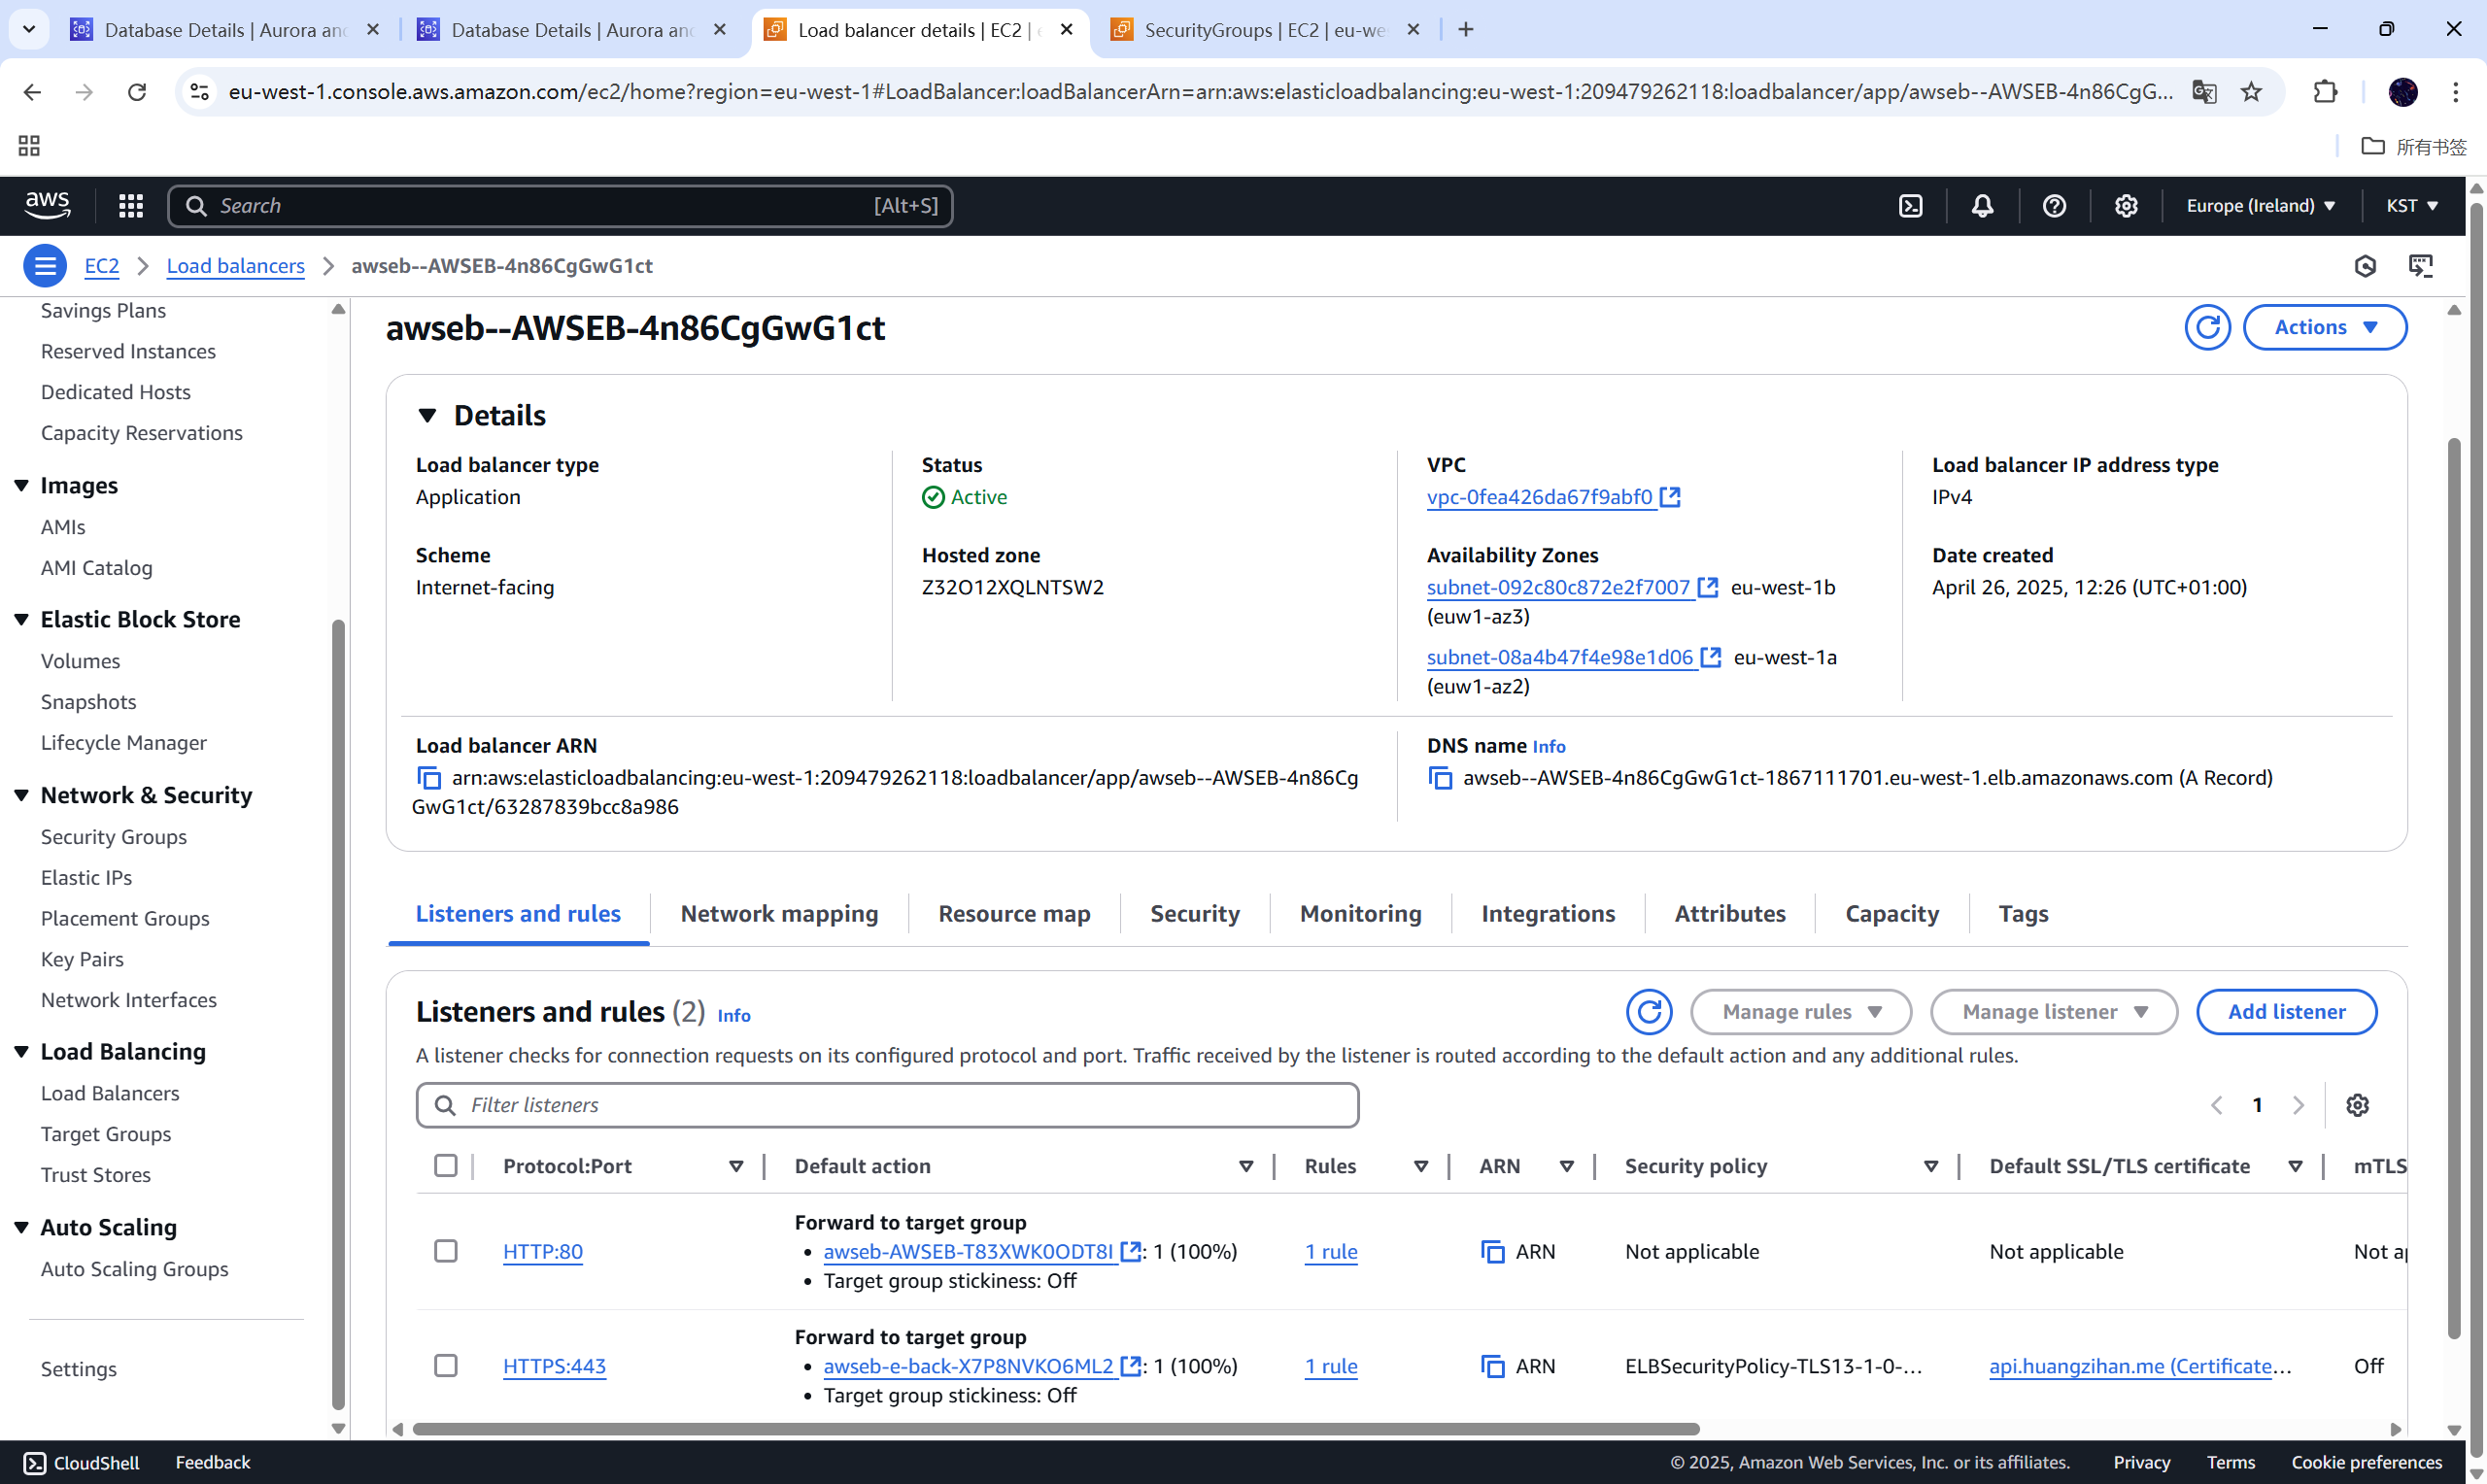 Database Details | Aurora an
Database Details | Aurora an
Load balancer details | EC2 |
SecurityGroups | EC2 | eu-we
eu-west-1.console.aws.amazon.com/ec2/home?region=eu-west-1#LoadBalancer:loadBalancerArn=arn:aws:elasticloadbalancing:eu-west-1:209479262118:loadbalancer/app/awseb--AWSEB-4n86CgG...
所有书签
aws
Search
[Alt+S]
Europe (Ireland)
KST
EC2
Load balancers
awseb--AWSEB-4n86CgGwG1ct
Savings Plans
Reserved Instances
Dedicated Hosts
Capacity Reservations
Images
AMIs
AMI Catalog
Elastic Block Store
Volumes
Snapshots
Lifecycle Manager
Network & Security
Security Groups
Elastic IPs
Placement Groups
Key Pairs
Network Interfaces
Load Balancing
Load Balancers
Target Groups
Trust Stores
Auto Scaling
Auto Scaling Groups
Settings
awseb--AWSEB-4n86CgGwG1ct
Actions
Details
Load balancer type
Application
Status
Active
VPC
vpc-0fea426da67f9abf0
Load balancer IP address type
IPv4
Scheme
Internet-facing
Hosted zone
Z32O12XQLNTSW2
Availability Zones
subnet-092c80c872e2f7007 eu-west-1b
(euw1-az3)
subnet-08a4b47f4e98e1d06 eu-west-1a
(euw1-az2)
Date created
April 26, 2025, 12:26 (UTC+01:00)
Load balancer ARN
arn:aws:elasticloadbalancing:eu-west-1:209479262118:loadbalancer/app/awseb--AWSEB-4n86Cg
GwG1ct/63287839bcc8a986
DNS name Info
awseb--AWSEB-4n86CgGwG1ct-1867111701.eu-west-1.elb.amazonaws.com (A Record)
Listeners and rules
Network mapping
Resource map
Security
Monitoring
Integrations
Attributes
Capacity
Tags
Listeners and rules (2) Info
Manage rules
Manage listener
Add listener
A listener checks for connection requests on its configured protocol and port. Traffic received by the listener is routed according to the default action and any additional rules.
Filter listeners
1
Protocol:Port
Default action
Rules
ARN
Security policy
Default SSL/TLS certificate
mTLS
HTTP:80
Forward to target group
• awseb-AWSEB-T83XWK0ODT8I : 1 (100%)
• Target group stickiness: Off
1 rule
ARN
Not applicable
Not applicable
Not ap
HTTPS:443
Forward to target group
• awseb-e-back-X7P8NVKO6ML2 : 1 (100%)
• Target group stickiness: Off
1 rule
ARN
ELBSecurityPolicy-TLS13-1-0-...
api.huangzihan.me (Certificate...
Off
CloudShell
Feedback
© 2025, Amazon Web Services, Inc. or its affiliates.
Privacy
Terms
Cookie preferences